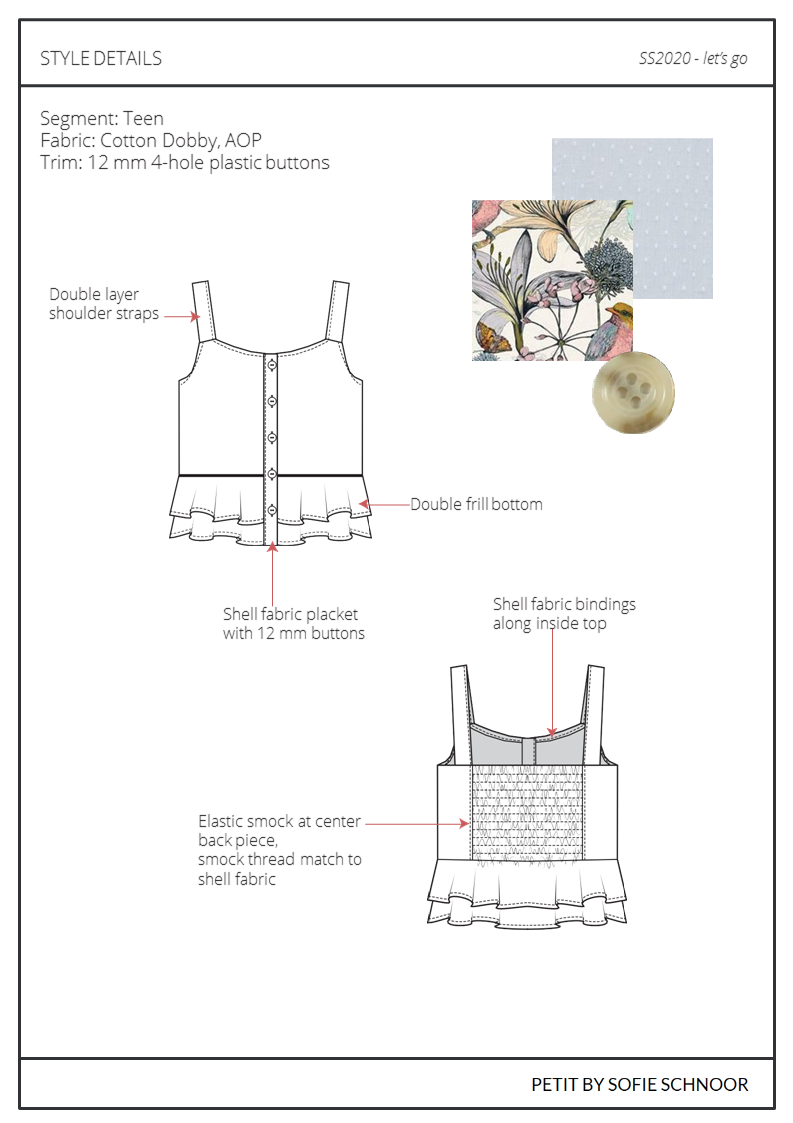 STYLE DETAILS
SS2020 - let's go
Segment: Teen
Fabric: Cotton Dobby, AOP
Trim: 12 mm 4-hole plastic buttons
Double layer
shoulder straps
Double frill bottom
Shell fabric placket
with 12 mm buttons
Shell fabric bindings
along inside top
Elastic smock at center
back piece,
smock thread match to
shell fabric
PETIT BY SOFIE SCHNOOR